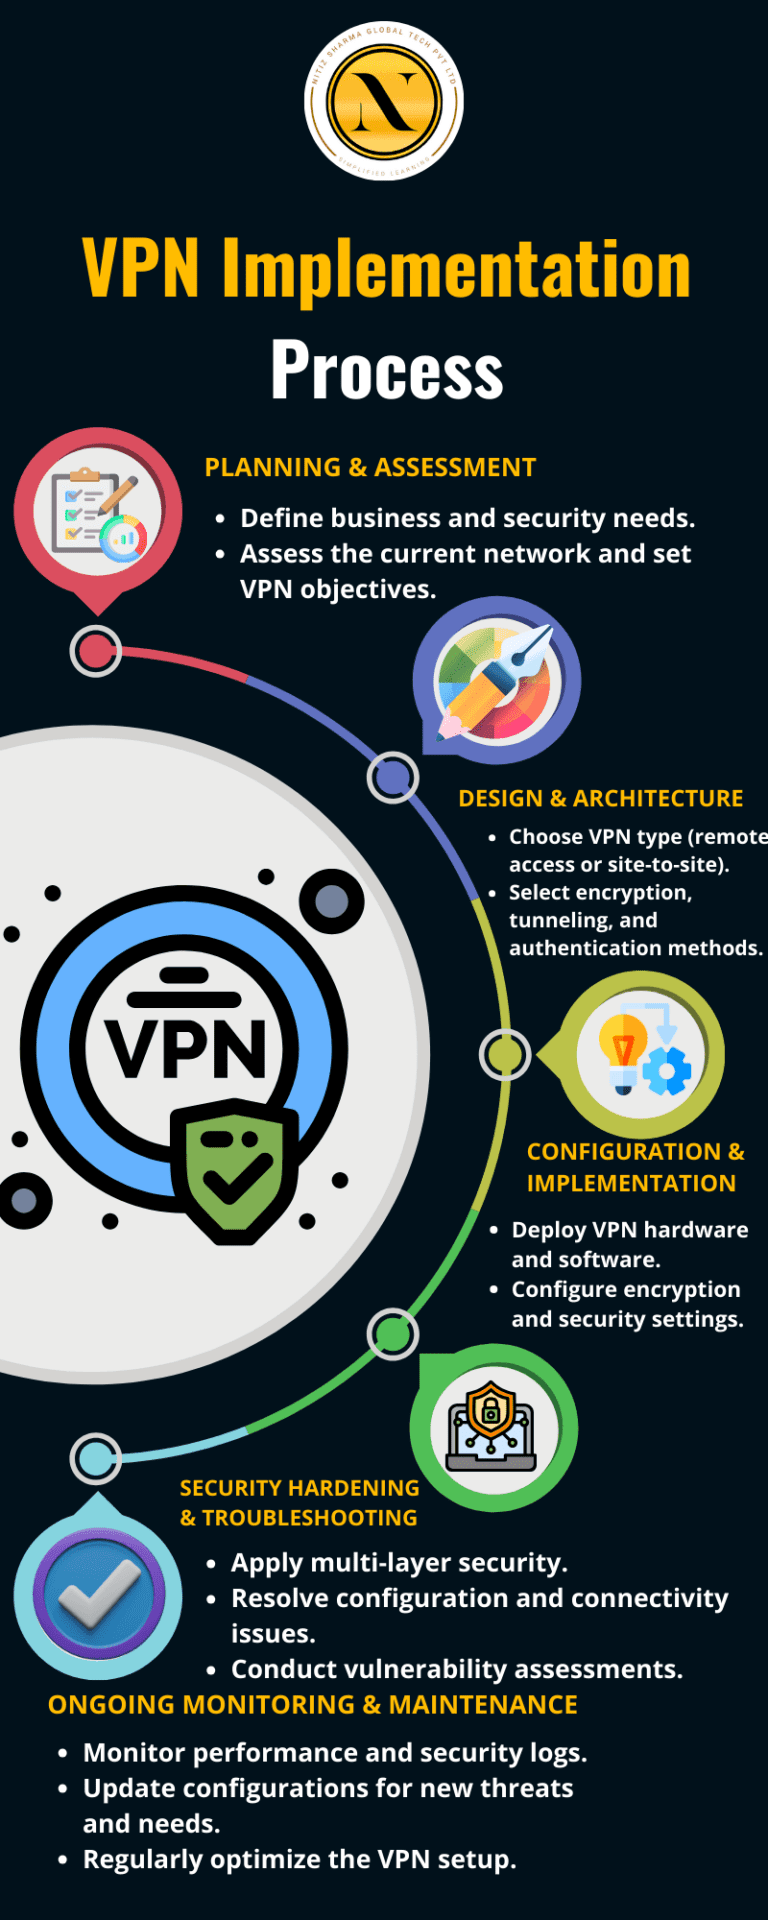 NITIZ SHARMA GLOBAL TECH PVT LTD
N
SIMPLIFIED LEARNING
VPN Implementation
Process
PLANNING & ASSESSMENT
• Define business and security needs.
• Assess the current network and set
VPN objectives.
DESIGN & ARCHITECTURE
• Choose VPN type (remote
access or site-to-site).
• Select encryption,
tunneling, and
authentication methods.
VPN
CONFIGURATION &
IMPLEMENTATION
• Deploy VPN hardware
and software.
• Configure encryption
and security settings.
SECURITY HARDENING
& TROUBLESHOOTING
• Apply multi-layer security.
• Resolve configuration and connectivity
issues.
• Conduct vulnerability assessments.
ONGOING MONITORING & MAINTENANCE
• Monitor performance and security logs.
• Update configurations for new threats
and needs.
• Regularly optimize the VPN setup.